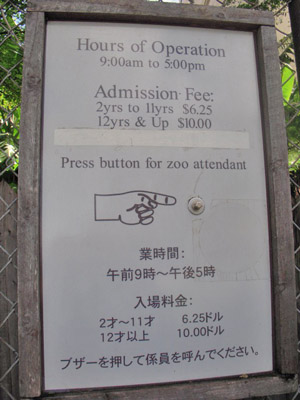 Hours of Operation
9:00am to 5:00pm
Admission Fee:
2yrs to 11yrs $6.25
12yrs & Up $10.00
Press button for zoo attendant
業時間:
午前9時〜午後5時
入場料金:
2才〜11才 6.25ドル
12才以上 10.00ドル
ブザーを押して係員を呼んでください。